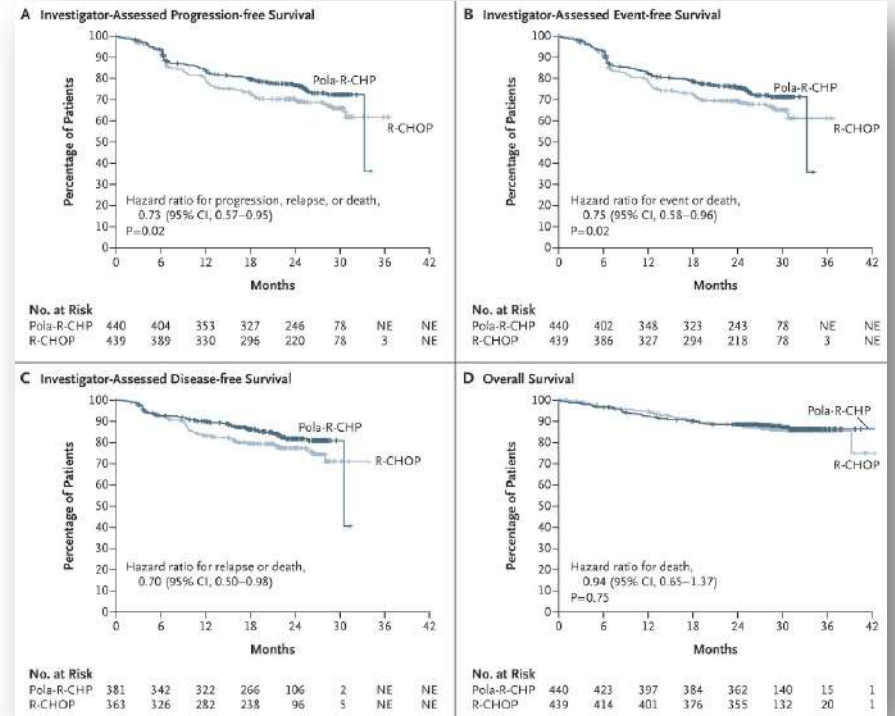 A Investigator-Assessed Progression-free Survival
Percentage of Patients
100
90
80
70
60
50
40
30
20
10
0
Pola-R-CHP
R-CHOP
Hazard ratio for progression, relapse, or death,
0.73 (95% CI, 0.57–0.95)
P=0.02
0 6 12 18 24 30 36 42
Months
No. at Risk
Pola-R-CHP 440 404 353 327 246 78 NE NE
R-CHOP 439 389 330 296 220 78 3 NE
B Investigator-Assessed Event-free Survival
Percentage of Patients
100
90
80
70
60
50
40
30
20
10
0
Pola-R-CHP
R-CHOP
Hazard ratio for event or death,
0.75 (95% CI, 0.58–0.96)
P=0.02
0 6 12 18 24 30 36 42
Months
No. at Risk
Pola-R-CHP 440 402 348 323 243 78 NE NE
R-CHOP 439 386 327 294 218 78 3 NE
C Investigator-Assessed Disease-free Survival
Percentage of Patients
100
90
80
70
60
50
40
30
20
10
0
Pola-R-CHP
R-CHOP
Hazard ratio for relapse or death,
0.70 (95% CI, 0.50–0.98)
0 6 12 18 24 30 36 42
Months
No. at Risk
Pola-R-CHP 381 342 322 266 106 2 NE NE
R-CHOP 363 326 282 238 96 5 NE NE
D Overall Survival
Percentage of Patients
100
90
80
70
60
50
40
30
20
10
0
Pola-R-CHP
R-CHOP
Hazard ratio for death,
0.94 (95% CI, 0.65–1.37)
P=0.75
0 6 12 18 24 30 36 42
Months
No. at Risk
Pola-R-CHP 440 423 397 384 362 140 15 1
R-CHOP 439 414 401 376 355 132 20 1